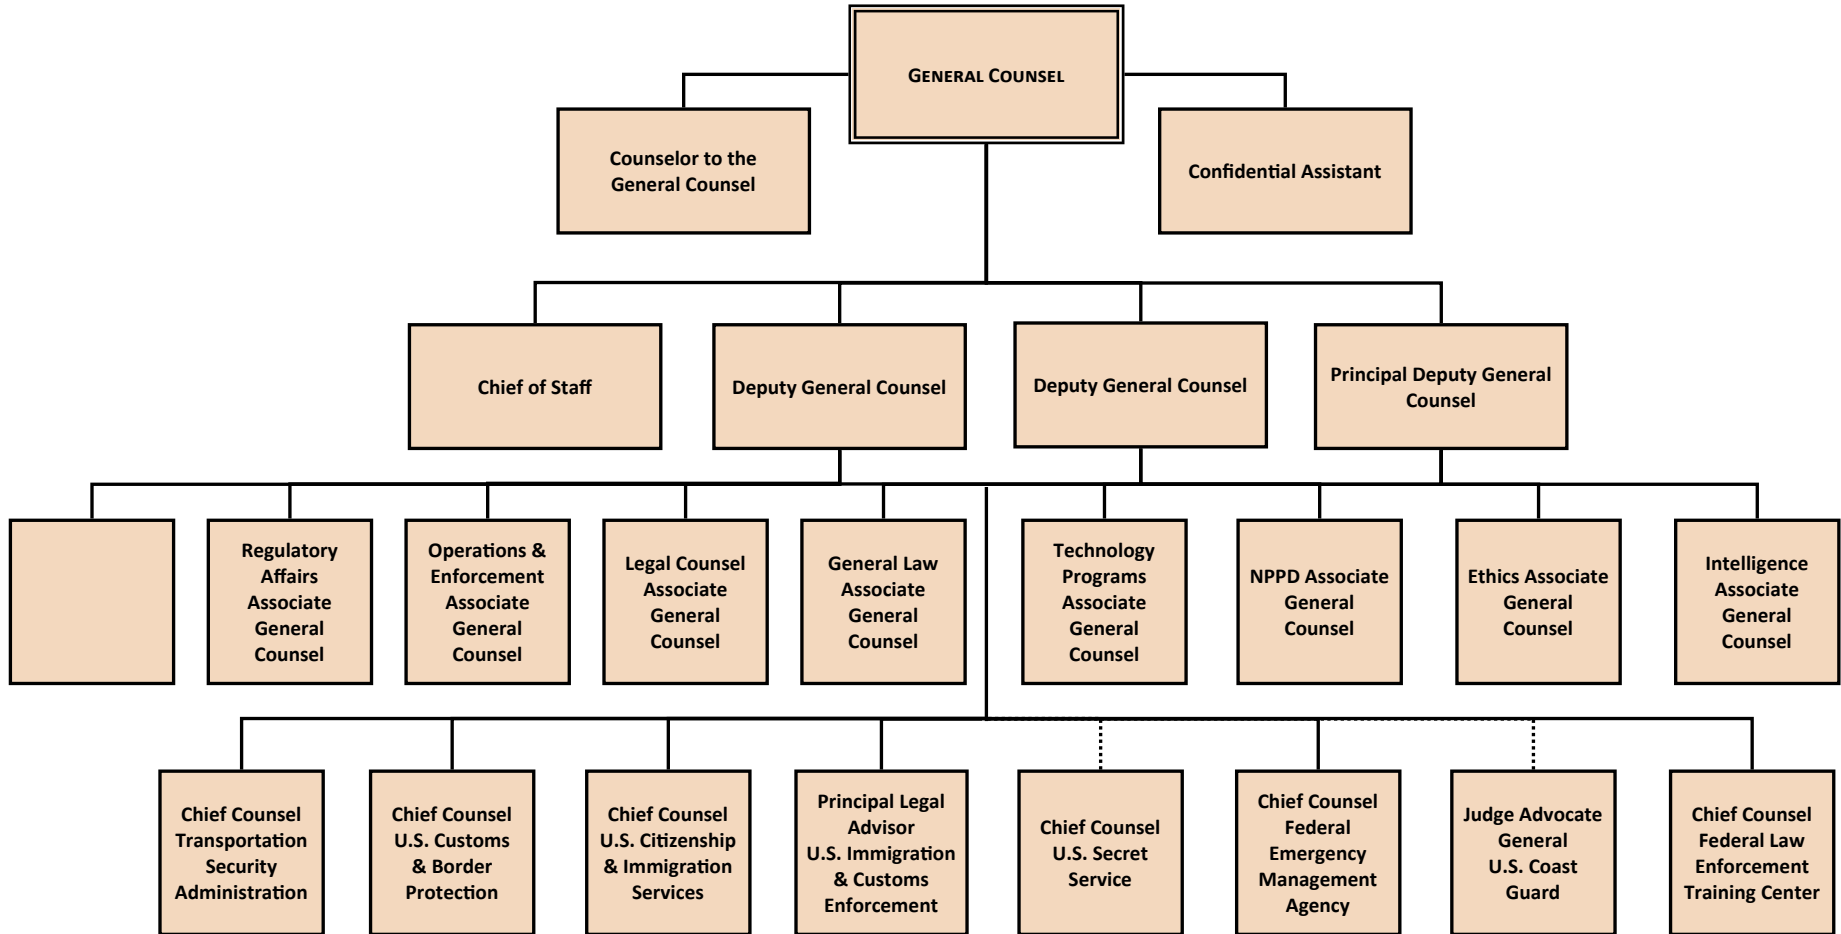 GENERAL COUNSEL
Counselor to the
General Counsel
Confidential Assistant
Chief of Staff
Deputy General Counsel
Deputy General Counsel
Principal Deputy General
Counsel
Regulatory
Affairs
Associate
General
Counsel
Operations &
Enforcement
Associate
General
Counsel
Legal Counsel
Associate
General
Counsel
General Law
Associate
General
Counsel
Technology
Programs
Associate
General
Counsel
NPPD Associate
General
Counsel
Ethics Associate
General
Counsel
Intelligence
Associate
General
Counsel
Chief Counsel
Transportation
Security
Administration
Chief Counsel
U.S. Customs
& Border
Protection
Chief Counsel
U.S. Citizenship
& Immigration
Services
Principal Legal
Advisor
U.S. Immigration
& Customs
Enforcement
Chief Counsel
U.S. Secret
Service
Chief Counsel
Federal
Emergency
Management
Agency
Judge Advocate
General
U.S. Coast
Guard
Chief Counsel
Federal Law
Enforcement
Training Center